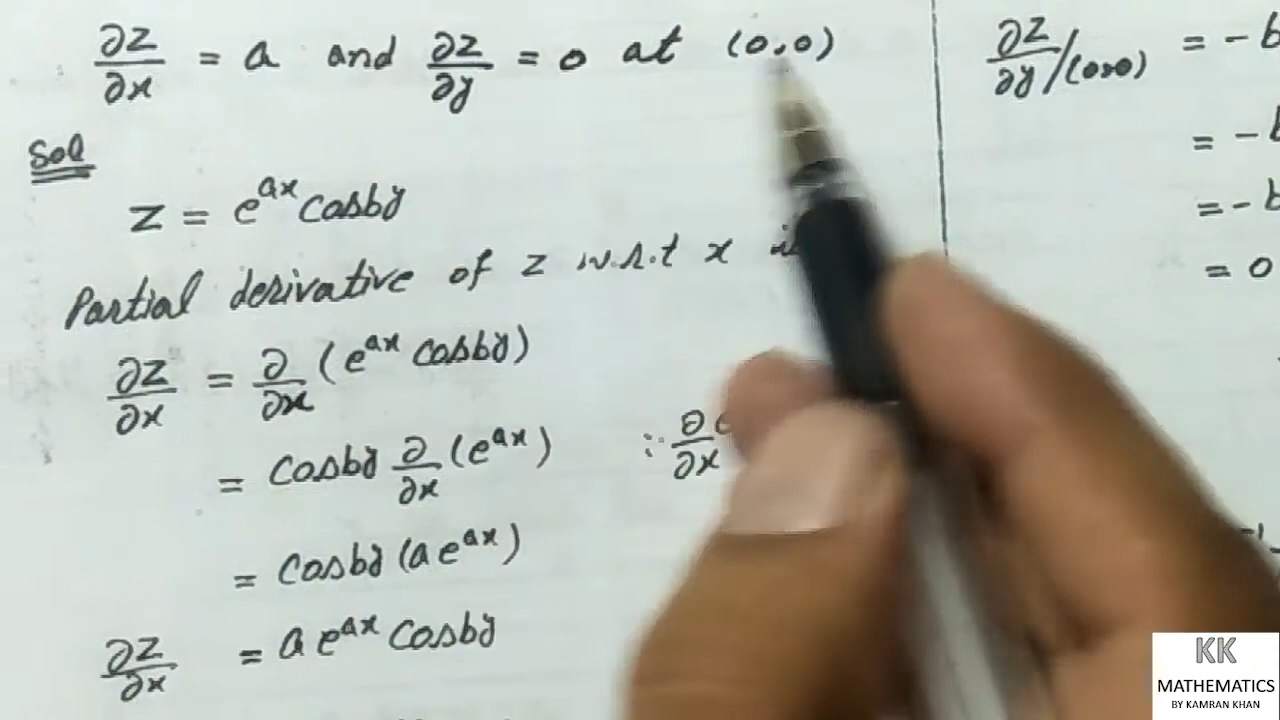 ∂z/∂x = a and ∂z/∂y = 0 at (0,0)
Sol
z = e^{ax} cosby
Partial derivative of z w.r.t x
∂z/∂x = ∂/∂x (e^{ax} cosby)
= cosby ∂/∂x (e^{ax}) ∵ ∂/∂x
= cosby (a e^{ax})
∂z/∂x = a e^{ax} cosby
∂z/∂y/(0,0) = -b
= -b
= -b
= 0
KK
MATHEMATICS
BY KAMRAN KHAN